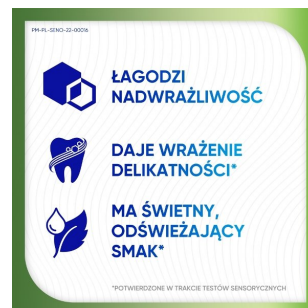 PM-PL-SENO-22-00016
ŁAGODZI
NADWRAŻLIWOŚĆ
DAJE WRAŻENIE
DELIKATNOŚCI*
MA ŚWIETNY,
ODŚWIEŻAJĄCY
SMAK*
*POTWIERDZONE W TRAKCIE TESTÓW SENSORYCZNYCH